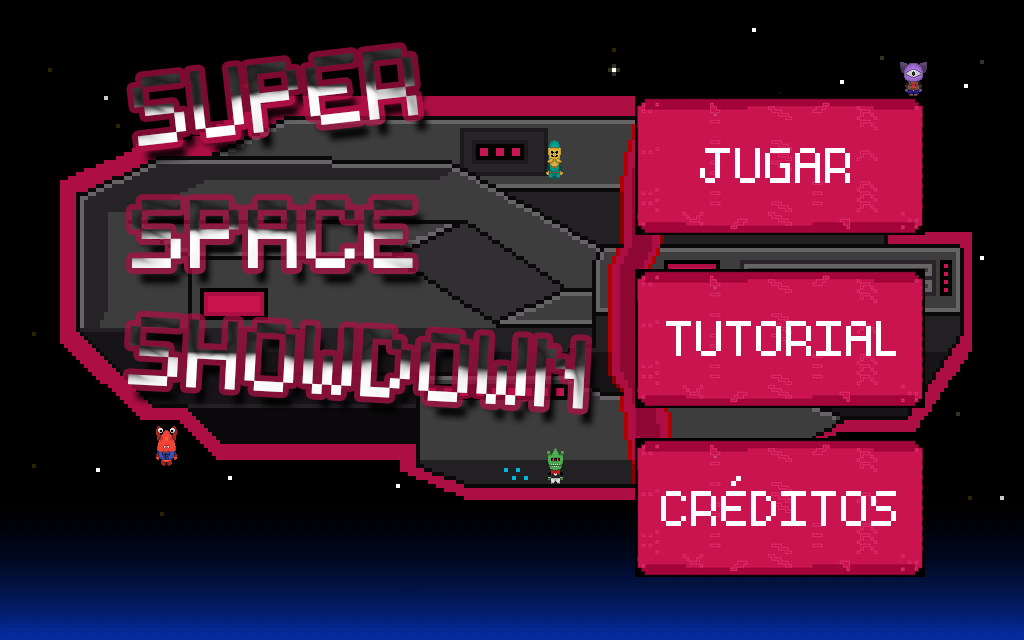 SUPER
SPACE
SHOWDOWN
JUGAR
TUTORIAL
CRÉDITOS